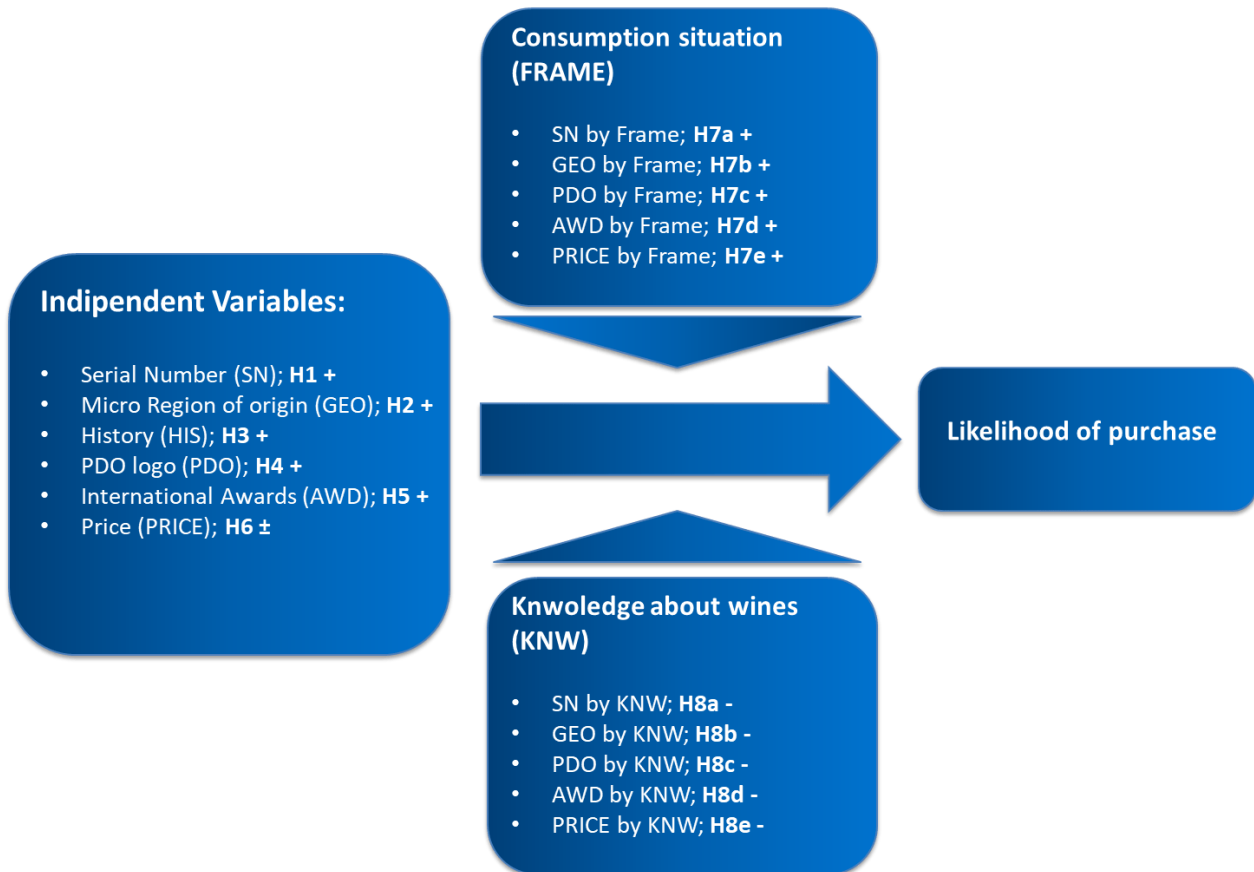 Consumption situation
(FRAME)
• SN by Frame; H7a +
• GEO by Frame; H7b +
• PDO by Frame; H7c +
• AWD by Frame; H7d +
• PRICE by Frame; H7e +
Indipendent Variables:
• Serial Number (SN); H1 +
• Micro Region of origin (GEO); H2 +
• History (HIS); H3 +
• PDO logo (PDO); H4 +
• International Awards (AWD); H5 +
• Price (PRICE); H6 ±
Likelihood of purchase
Knwoledge about wines
(KNW)
• SN by KNW; H8a -
• GEO by KNW; H8b -
• PDO by KNW; H8c -
• AWD by KNW; H8d -
• PRICE by KNW; H8e -